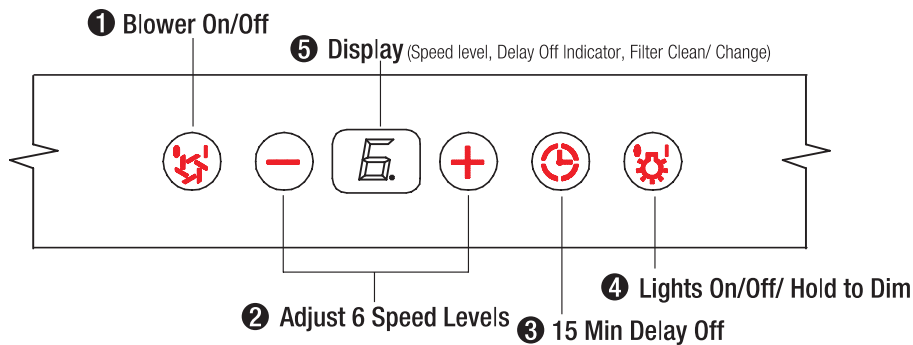 ❶ Blower On/Off
❺ Display (Speed level, Delay Off Indicator, Filter Clean/ Change)
6.
❷ Adjust 6 Speed Levels
❸ 15 Min Delay Off
❹ Lights On/Off/ Hold to Dim